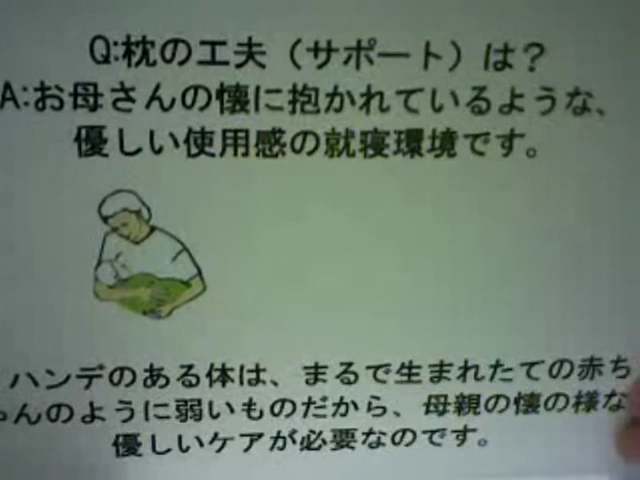 Q:枕の工夫（サポート）は？
A:お母さんの懐に抱かれているような、
優しい使用感の就寝環境です。
ハンデのある体は、まるで生まれたての赤ち
ゃんのように弱いものだから、母親の懐の様な
優しいケアが必要なのです。